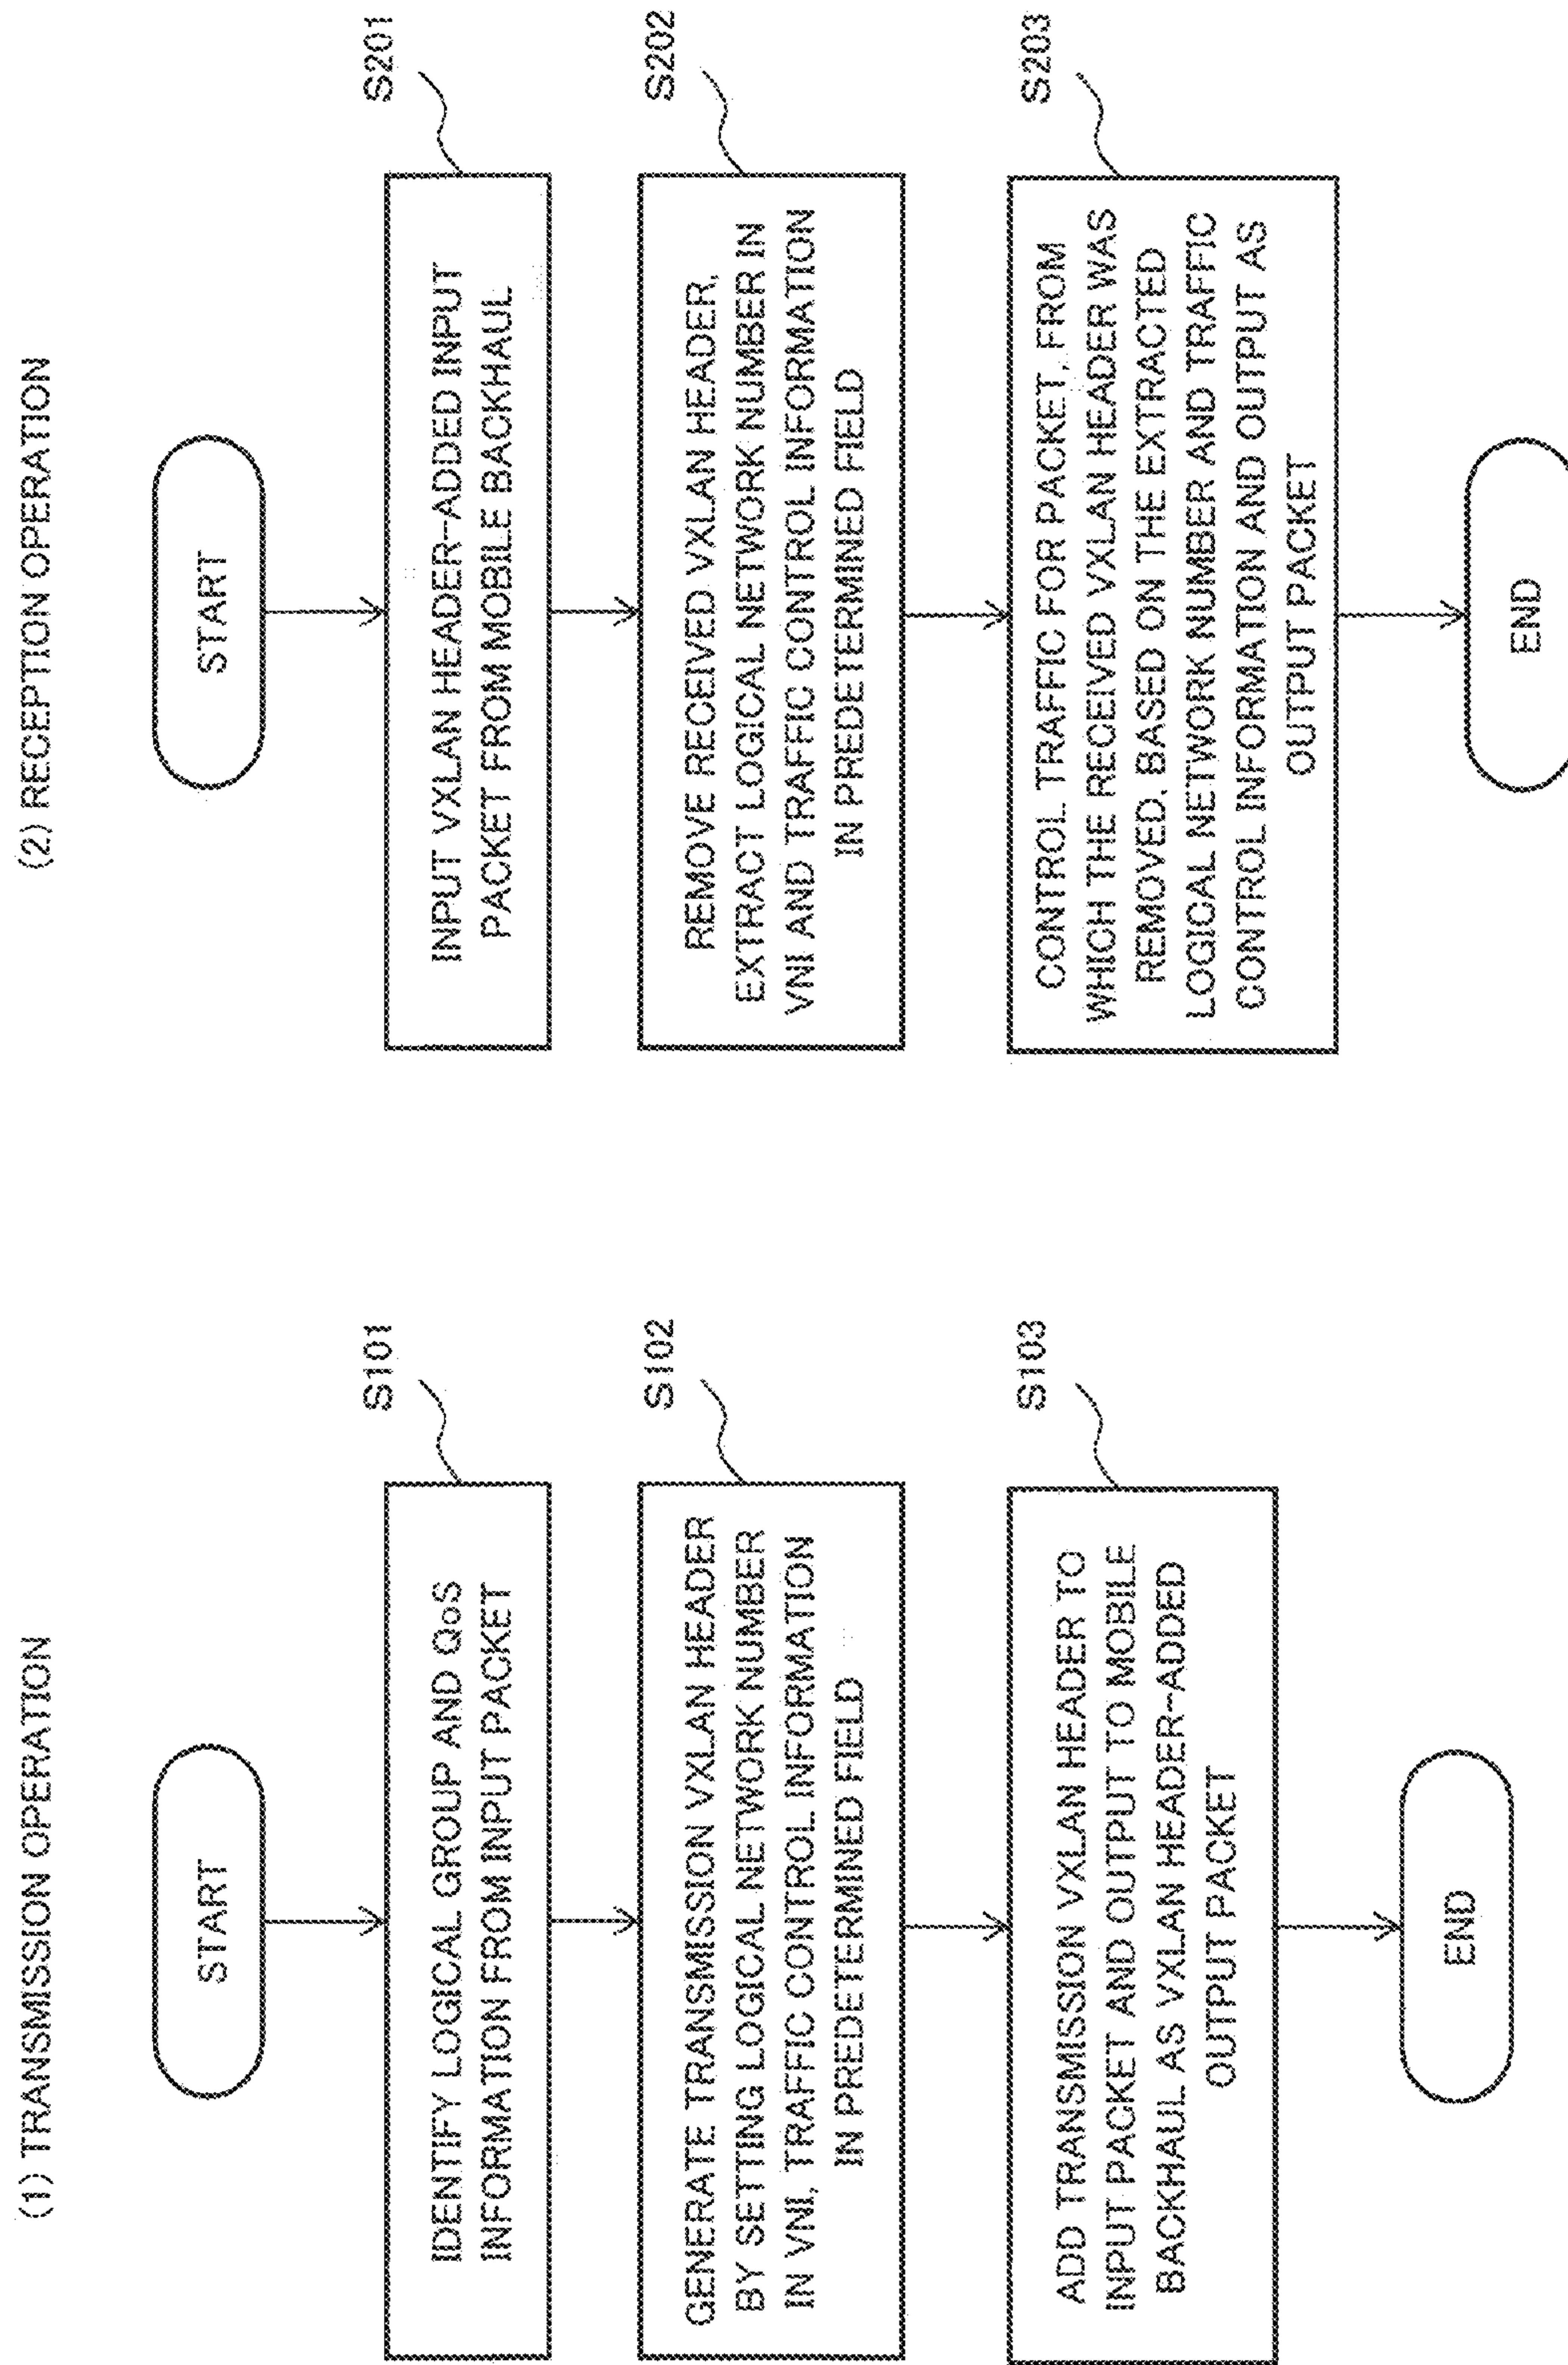 (1) TRANSMISSION OPERATION
START
S101
IDENTIFY LOGICAL GROUP AND QoS
INFORMATION FROM INPUT PACKET
S102
GENERATE TRANSMISSION VXLAN HEADER
BY SETTING LOGICAL NETWORK NUMBER
IN VNI, TRAFFIC CONTROL INFORMATION
IN PREDETERMINED FIELD
S103
ADD TRANSMISSION VXLAN HEADER TO
INPUT PACKET AND OUTPUT TO MOBILE
BACKHAUL AS VXLAN HEADER-ADDED
OUTPUT PACKET
END
(2) RECEPTION OPERATION
START
S201
INPUT VXLAN HEADER-ADDED INPUT
PACKET FROM MOBILE BACKHAUL
S202
REMOVE RECEIVED VXLAN HEADER,
EXTRACT LOGICAL NETWORK NUMBER IN
VNI AND TRAFFIC CONTROL INFORMATION
IN PREDETERMINED FIELD
S203
CONTROL TRAFFIC FOR PACKET, FROM
WHICH THE RECEIVED VXLAN HEADER WAS
REMOVED, BASED ON THE EXTRACTED
LOGICAL NETWORK NUMBER AND TRAFFIC
CONTROL INFORMATION AND OUTPUT AS
OUTPUT PACKET
END